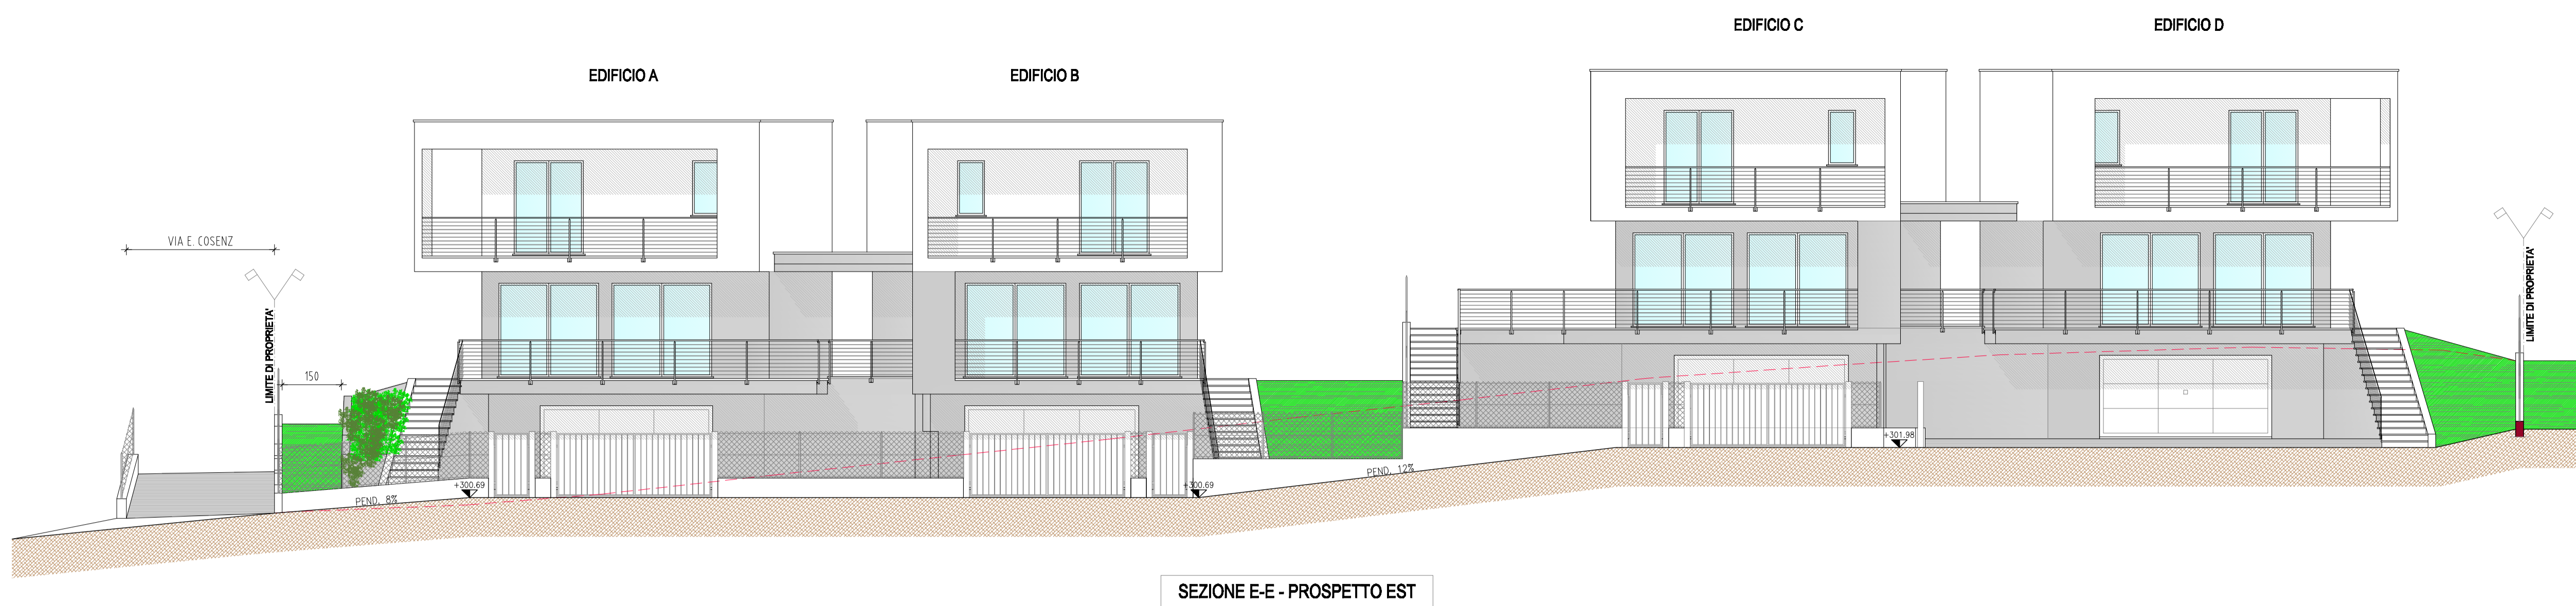 EDIFICIO C
EDIFICIO D
EDIFICIO A
EDIFICIO B
VIA E. COSENZ
LIMITE DI PROPRIETA'
LIMITE DI PROPRIETA'
150
+301.98
PEND. 12%
+300.69
+300.69
PEND. 8%
SEZIONE E-E - PROSPETTO EST